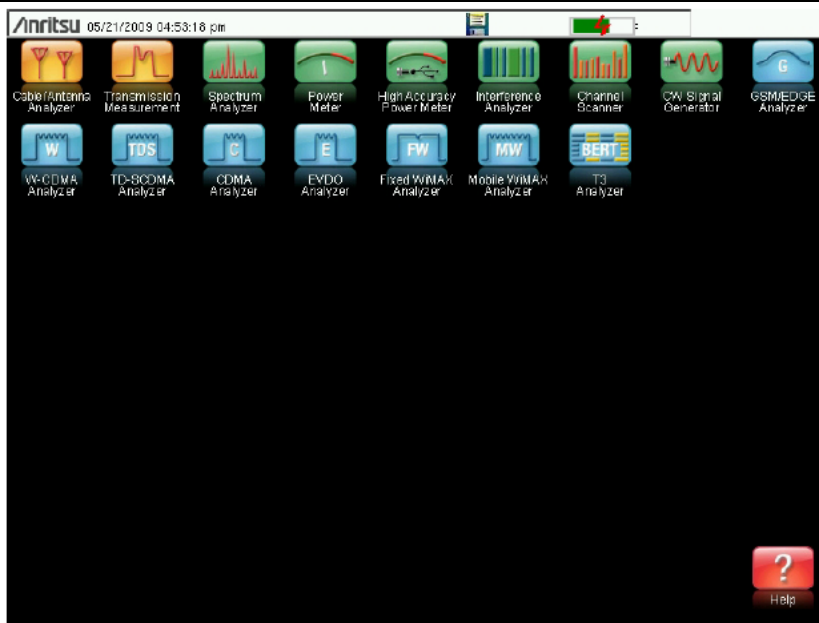 Anritsu 05/21/2009 04:53:18 pm
Cable/Antenna Analyzer
Transmission Measurement
Spectrum Analyzer
Power Meter
High Accuracy Power Meter
Interference Analyzer
Channel Scanner
CW Signal Generator
G
GSM/EDGE Analyzer
W
W-CDMA Analyzer
TDS
TD-SCDMA Analyzer
C
CDMA Analyzer
E
EVDO Analyzer
FW
Fixed WiMAX Analyzer
MW
Mobile WiMAX Analyzer
BERT
T3 Analyzer
?
Help